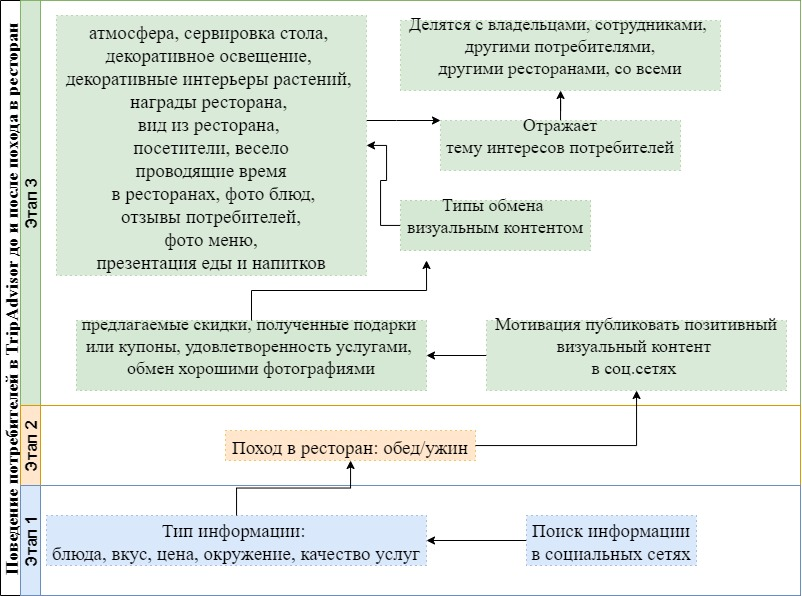 Поведение потребителей в TripAdvisor до и после похода в ресторан
Этап 3
атмосфера, сервировка стола,
декоративное освещение,
декоративные интерьеры растений,
награды ресторана,
вид из ресторана,
посетители, весело
проводящие время
в ресторанах, фото блюд,
отзывы потребителей,
фото меню,
презентация еды и напитков
Делятся с владельцами, сотрудниками,
другими потребителями,
другими ресторанами, со всеми
Отражает
тему интересов потребителей
Типы обмена
визуальным контентом
предлагаемые скидки, полученные подарки
или купоны, удовлетворенность услугами,
обмен хорошими фотографиями
Мотивация публиковать позитивный
визуальный контент
в соц.сетях
Этап 2
Поход в ресторан: обед/ужин
Этап 1
Тип информации:
блюда, вкус, цена, окружение, качество услуг
Поиск информации
в социальных сетях